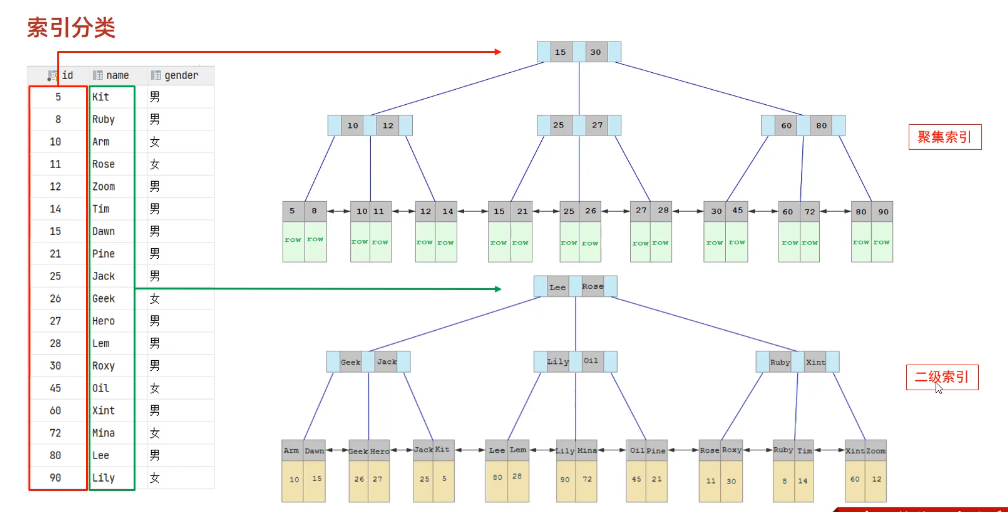 索引分类
id name gender
5 Kit 男
8 Ruby 男
10 Arm 女
11 Rose 女
12 Zoom 男
14 Tim 男
15 Dawn 男
21 Pine 男
25 Jack 男
26 Geek 女
27 Hero 男
28 Lem 男
30 Roxy 男
45 Oil 女
60 Xint 男
72 Mina 女
80 Lee 男
90 Lily 女
15 30
10 12 25 27 60 80
聚集索引
5 8 10 11 12 14 15 21 25 26 27 28 30 45 60 72 80 90
row row row row row row row row row row row row row row row row row row
Lee Rose
Geek Jack Lily Oil Ruby Xint
二级索引
Arm Dawn Geek Hero Jack Kit Lee Lem Lily Mina Oil Pine Rose Roxy Ruby Tim Xint Zoom
10 15 26 27 25 5 80 28 90 72 45 21 11 30 8 14 60 12